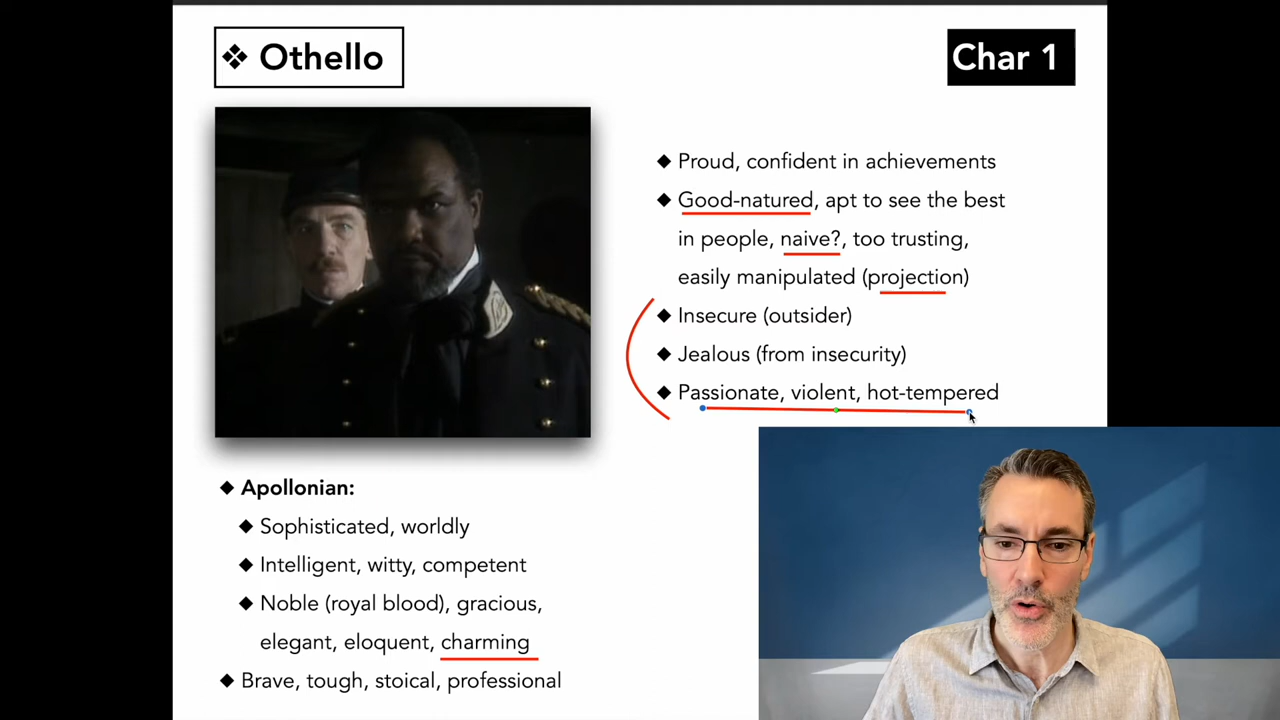 ❖ Othello
Char 1
◆ Proud, confident in achievements
◆ Good-natured, apt to see the best
in people, naive?, too trusting,
easily manipulated (projection)
◆ Insecure (outsider)
◆ Jealous (from insecurity)
◆ Passionate, violent, hot-tempered
◆ Apollonian:
◆ Sophisticated, worldly
◆ Intelligent, witty, competent
◆ Noble (royal blood), gracious,
elegant, eloquent, charming
◆ Brave, tough, stoical, professional